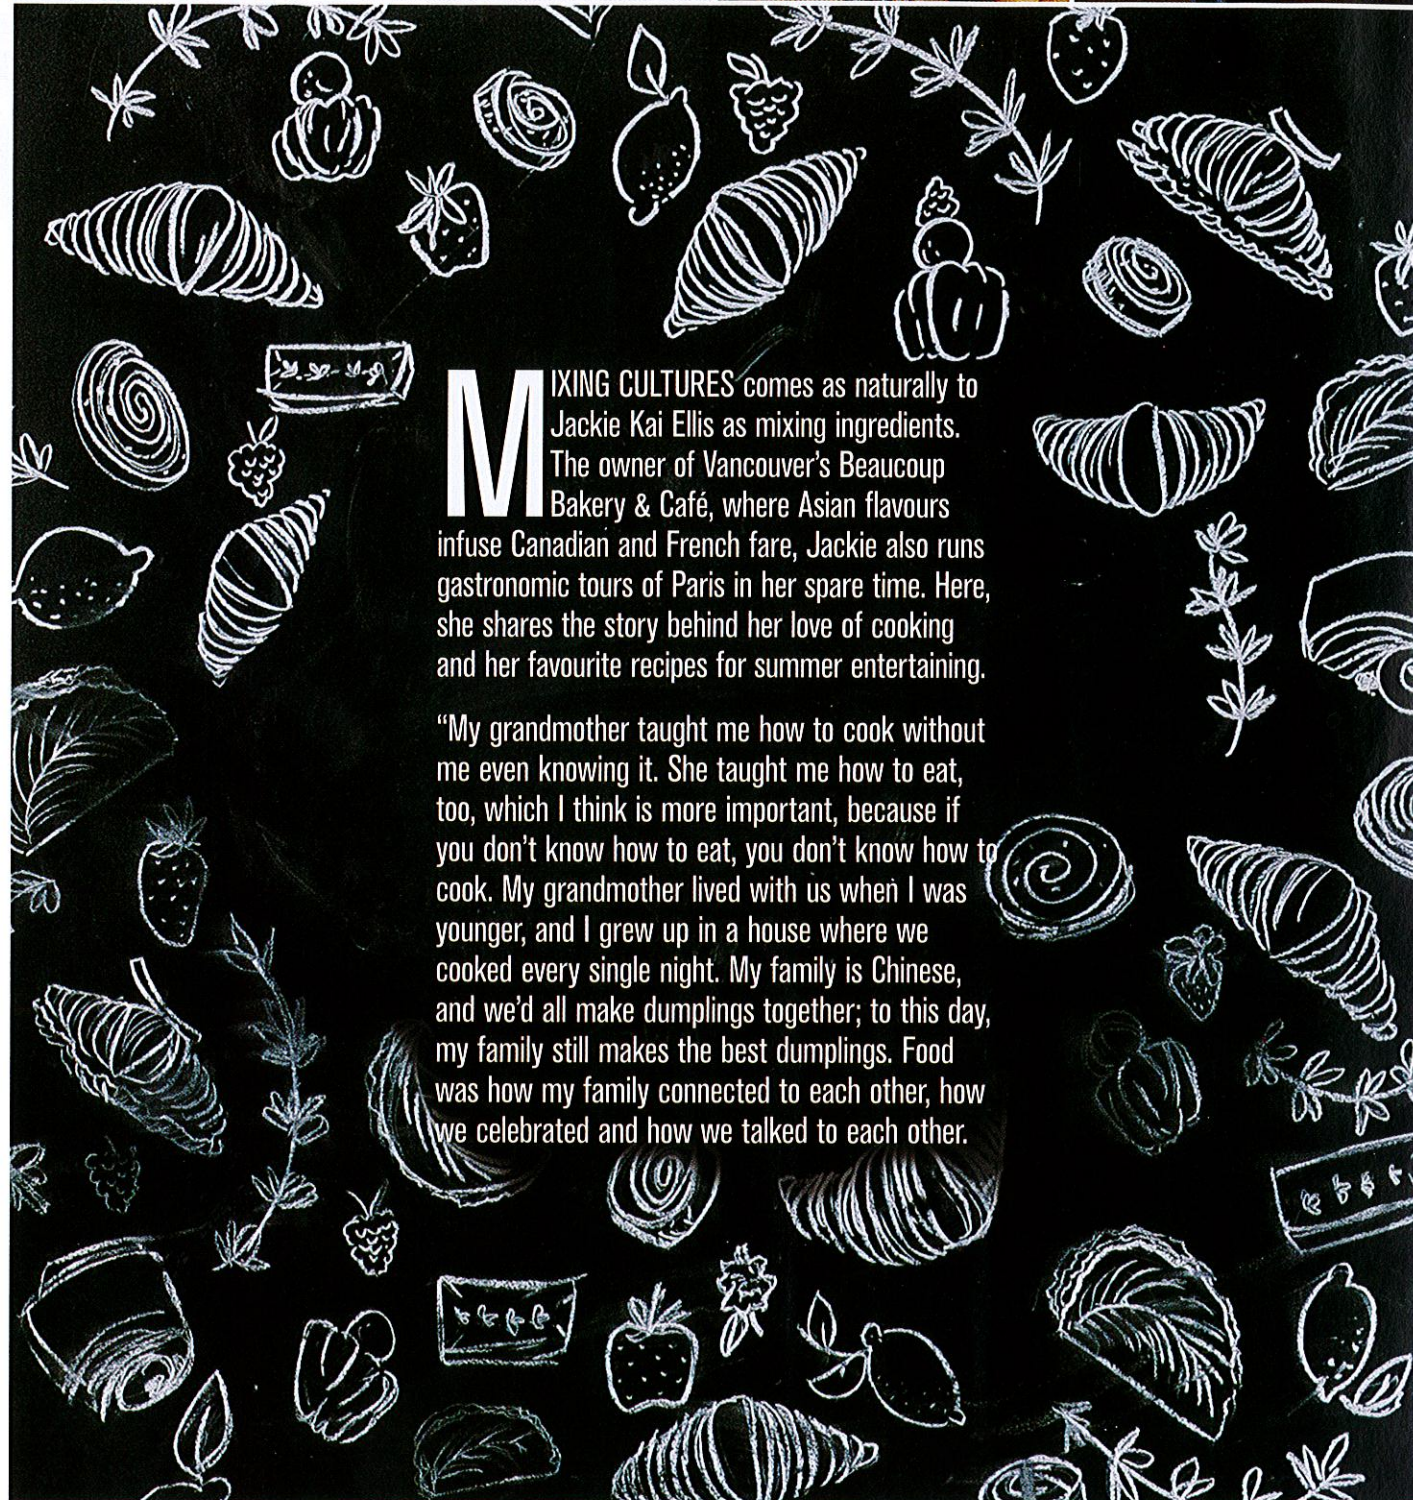 MIXING CULTURES comes as naturally to
Jackie Kai Ellis as mixing ingredients.
The owner of Vancouver's Beaucoup
Bakery & Café, where Asian flavours
infuse Canadian and French fare, Jackie also runs
gastronomic tours of Paris in her spare time. Here,
she shares the story behind her love of cooking
and her favourite recipes for summer entertaining.
“My grandmother taught me how to cook without
me even knowing it. She taught me how to eat,
too, which I think is more important, because if
you don't know how to eat, you don't know how to
cook. My grandmother lived with us when I was
younger, and I grew up in a house where we
cooked every single night. My family is Chinese,
and we'd all make dumplings together; to this day,
my family still makes the best dumplings. Food
was how my family connected to each other, how
we celebrated and how we talked to each other.